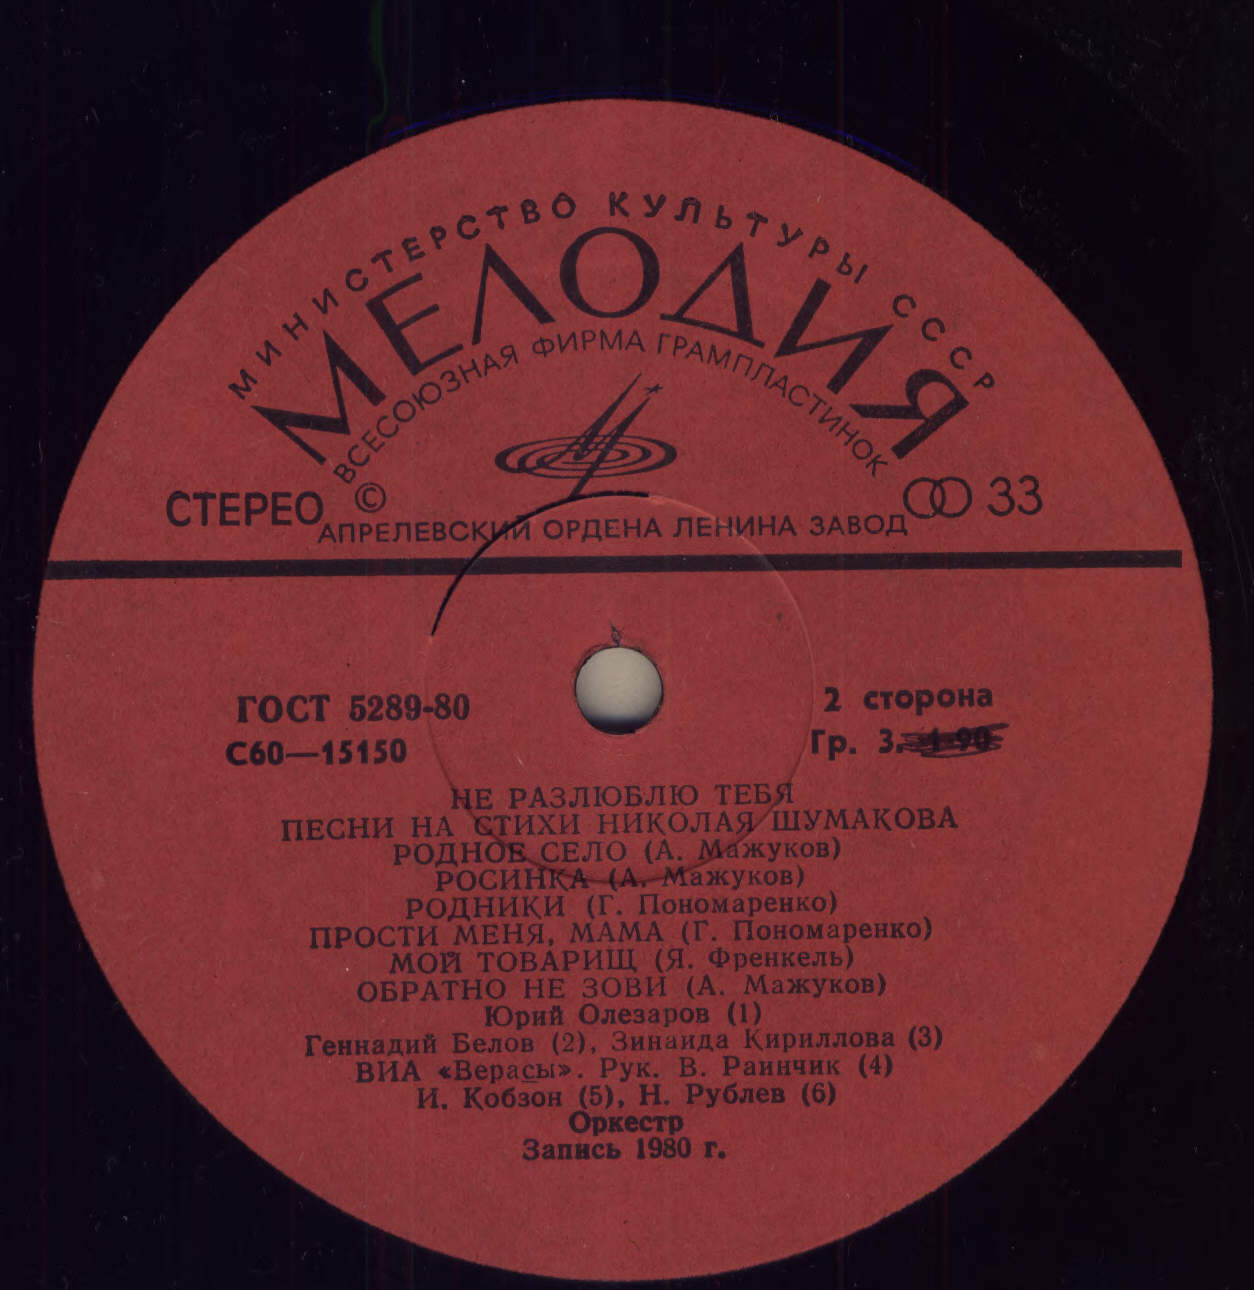 МИНИСТЕРСТВО КУЛЬТУРЫ СССР
МЕЛОДИЯ
ВСЕСОЮЗНАЯ ФИРМА ГРАМПЛАСТИНОК
СТЕРЕО © 33
АПРЕЛЕВСКИЙ ОРДЕНА ЛЕНИНА ЗАВОД
ГОСТ 5289-80 2 сторона
С60—15150 Гр. 3. 1-90
НЕ РАЗЛЮБЛЮ ТЕБЯ
ПЕСНИ НА СТИХИ НИКОЛАЯ ШУМАКОВА
РОДНОЕ СЕЛО (А. Мажуков)
РОСИНКА (А. Мажуков)
РОДНИКИ (Г. Пономаренко)
ПРОСТИ МЕНЯ, МАМА (Г. Пономаренко)
МОЙ ТОВАРИЩ (Я. Френкель)
ОБРАТНО НЕ ЗОВИ (А. Мажуков)
Юрий Олезаров (1)
Геннадий Белов (2), Зинаида Кириллова (3)
ВИА «Верасы». Рук. В. Раинчик (4)
И. Кобзон (5), Н. Рублев (6)
Оркестр
Запись 1980 г.